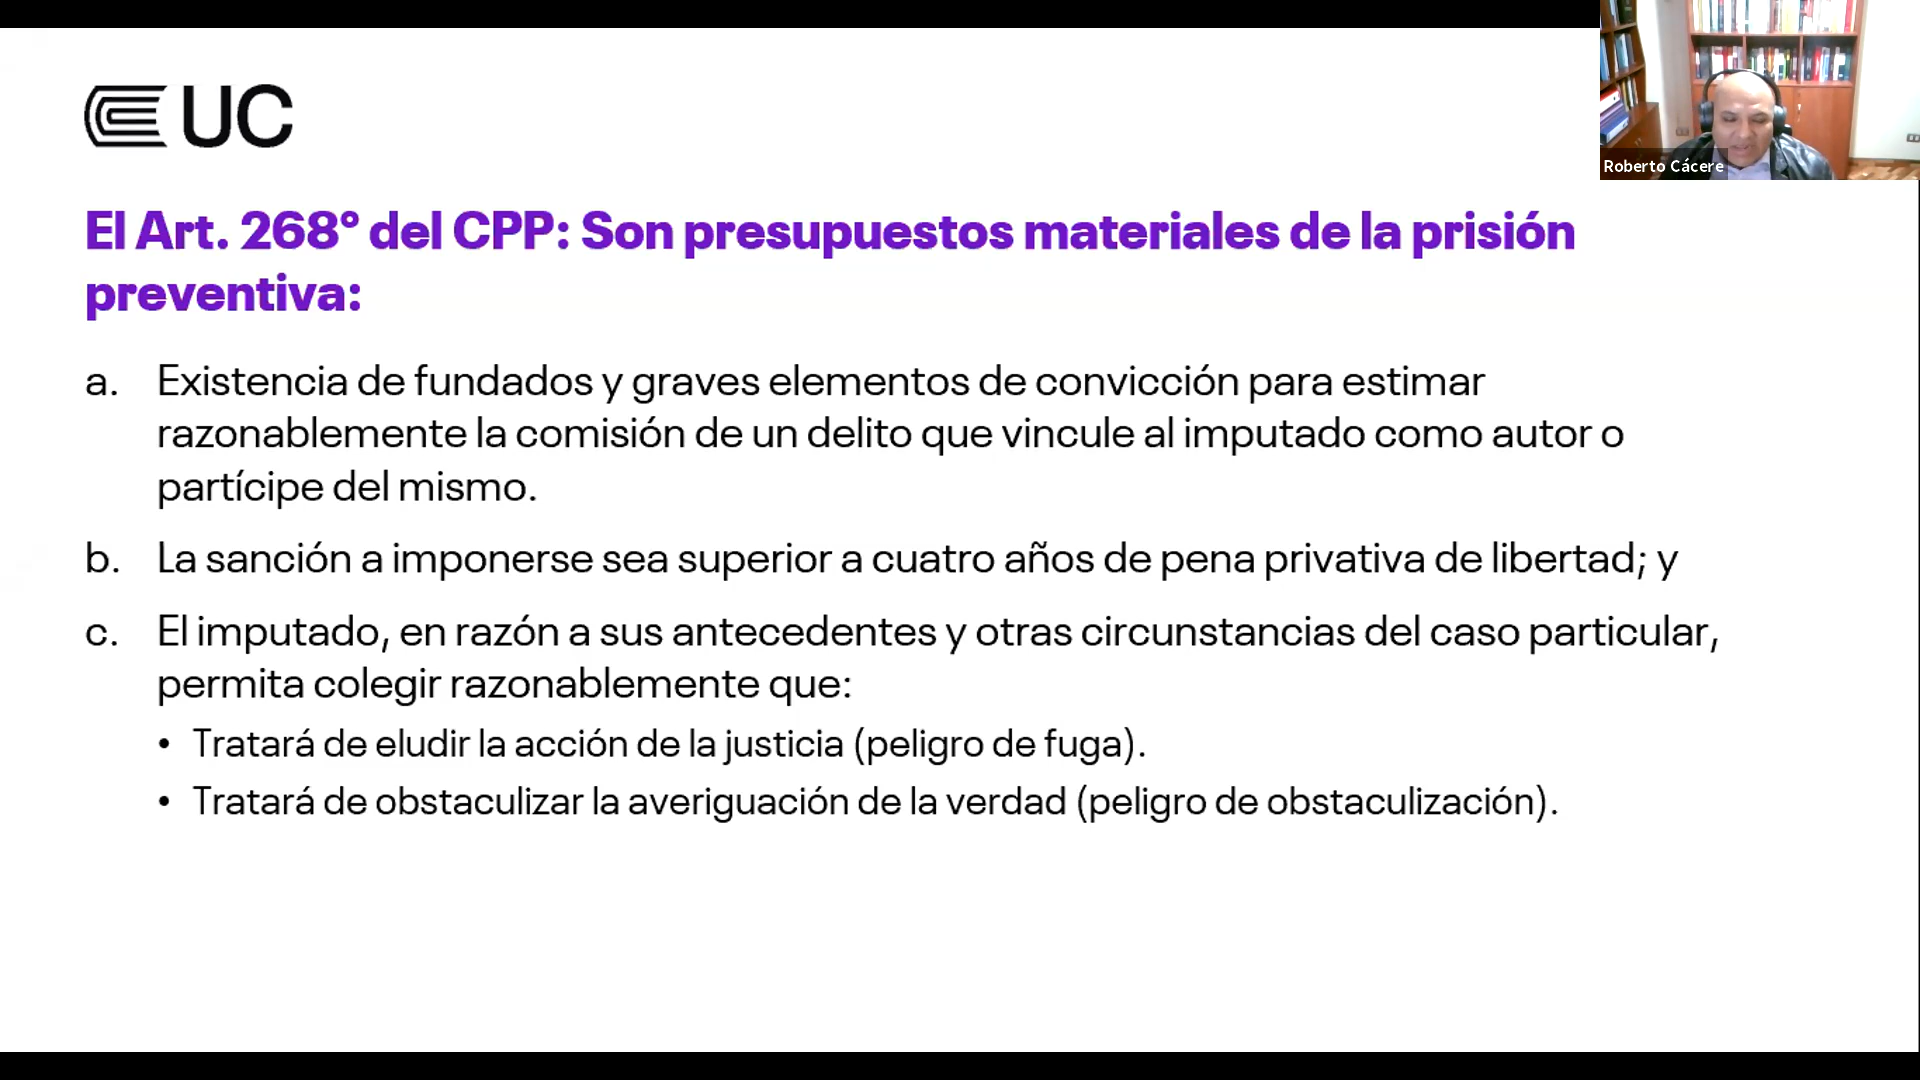 UC
Roberto Cácere
El Art. 268° del CPP: Son presupuestos materiales de la prisión
preventiva:
a. Existencia de fundados y graves elementos de convicción para estimar
razonablemente la comisión de un delito que vincule al imputado como autor o
partícipe del mismo.
b. La sanción a imponerse sea superior a cuatro años de pena privativa de libertad; y
c. El imputado, en razón a sus antecedentes y otras circunstancias del caso particular,
permita colegir razonablemente que:
• Tratará de eludir la acción de la justicia (peligro de fuga).
• Tratará de obstaculizar la averiguación de la verdad (peligro de obstaculización).